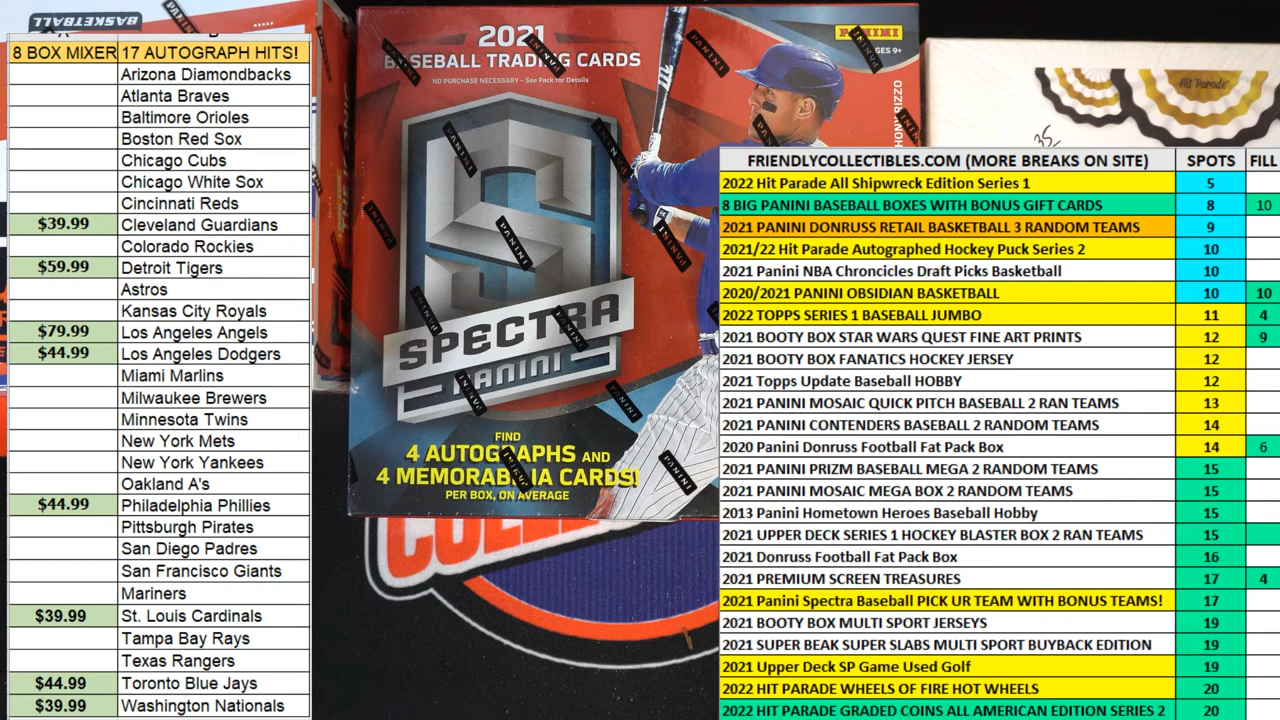 BASKETBALL
8 BOX MIXER 17 AUTOGRAPH HITS!
Arizona Diamondbacks
Atlanta Braves
Baltimore Orioles
Boston Red Sox
Chicago Cubs
Chicago White Sox
Cincinnati Reds
$39.99 Cleveland Guardians
Colorado Rockies
$59.99 Detroit Tigers
Astros
Kansas City Royals
$79.99 Los Angeles Angels
$44.99 Los Angeles Dodgers
Miami Marlins
Milwaukee Brewers
Minnesota Twins
New York Mets
New York Yankees
Oakland A's
$44.99 Philadelphia Phillies
Pittsburgh Pirates
San Diego Padres
San Francisco Giants
Mariners
$39.99 St. Louis Cardinals
Tampa Bay Rays
Texas Rangers
$44.99 Toronto Blue Jays
$39.99 Washington Nationals
2021
BASEBALL TRADING CARDS
NO PURCHASE NECESSARY – See Pack for Details
PANINI
AGES 9+
RIZZO
S
SPECTRA
PANINI
FIND
4 AUTOGRAPHS AND
4 MEMORABILIA CARDS!
PER BOX, ON AVERAGE
Hit Parade
35
FRIENDLYCOLLECTIBLES.COM (MORE BREAKS ON SITE) SPOTS FILL
2022 Hit Parade All Shipwreck Edition Series 1 5
8 BIG PANINI BASEBALL BOXES WITH BONUS GIFT CARDS 8 10
2021 PANINI DONRUSS RETAIL BASKETBALL 3 RANDOM TEAMS 9
2021/22 Hit Parade Autographed Hockey Puck Series 2 10
2021 Panini NBA Chroncicles Draft Picks Basketball 10
2020/2021 PANINI OBSIDIAN BASKETBALL 10 10
2022 TOPPS SERIES 1 BASEBALL JUMBO 11 4
2021 BOOTY BOX STAR WARS QUEST FINE ART PRINTS 12 9
2021 BOOTY BOX FANATICS HOCKEY JERSEY 12
2021 Topps Update Baseball HOBBY 12
2021 PANINI MOSAIC QUICK PITCH BASEBALL 2 RAN TEAMS 13
2021 PANINI CONTENDERS BASEBALL 2 RANDOM TEAMS 14
2020 Panini Donruss Football Fat Pack Box 14 6
2021 PANINI PRIZM BASEBALL MEGA 2 RANDOM TEAMS 15
2021 PANINI MOSAIC MEGA BOX 2 RANDOM TEAMS 15
2013 Panini Hometown Heroes Baseball Hobby 15
2021 UPPER DECK SERIES 1 HOCKEY BLASTER BOX 2 RAN TEAMS 15
2021 Donruss Football Fat Pack Box 16
2021 PREMIUM SCREEN TREASURES 17 4
2021 Panini Spectra Baseball PICK UR TEAM WITH BONUS TEAMS! 17
2021 BOOTY BOX MULTI SPORT JERSEYS 19
2021 SUPER BEAK SUPER SLABS MULTI SPORT BUYBACK EDITION 19
2021 Upper Deck SP Game Used Golf 19
2022 HIT PARADE WHEELS OF FIRE HOT WHEELS 20
2022 HIT PARADE GRADED COINS ALL AMERICAN EDITION SERIES 2 20